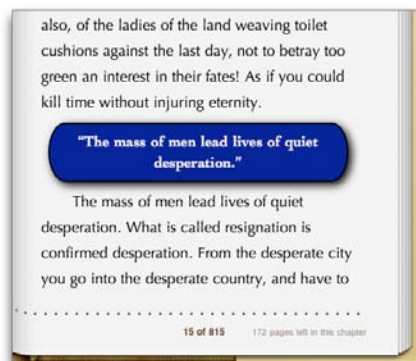 also, of the ladies of the land weaving toilet
cushions against the last day, not to betray too
green an interest in their fates! As if you could
kill time without injuring eternity.
“The mass of men lead lives of quiet
desperation.”
The mass of men lead lives of quiet
desperation. What is called resignation is
confirmed desperation. From the desperate city
you go into the desperate country, and have to
15 of 815 172 pages left in this chapter